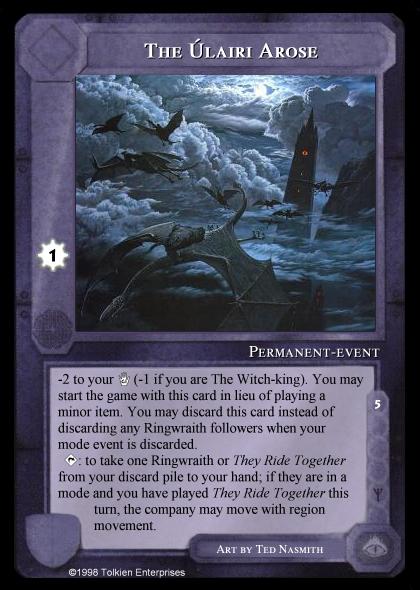 The Úlairi Arose
1
Permanent-event
-2 to your (-1 if you are The Witch-king). You may
start the game with this card in lieu of playing a
minor item. You may discard this card instead of
discarding any Ringwraith followers when your
mode event is discarded.
: to take one Ringwraith or They Ride Together
from your discard pile to your hand; if they are in a
mode and you have played They Ride Together this
turn, the company may move with region
movement.
5
Art by Ted Nasmith
©1998 Tolkien Enterprises